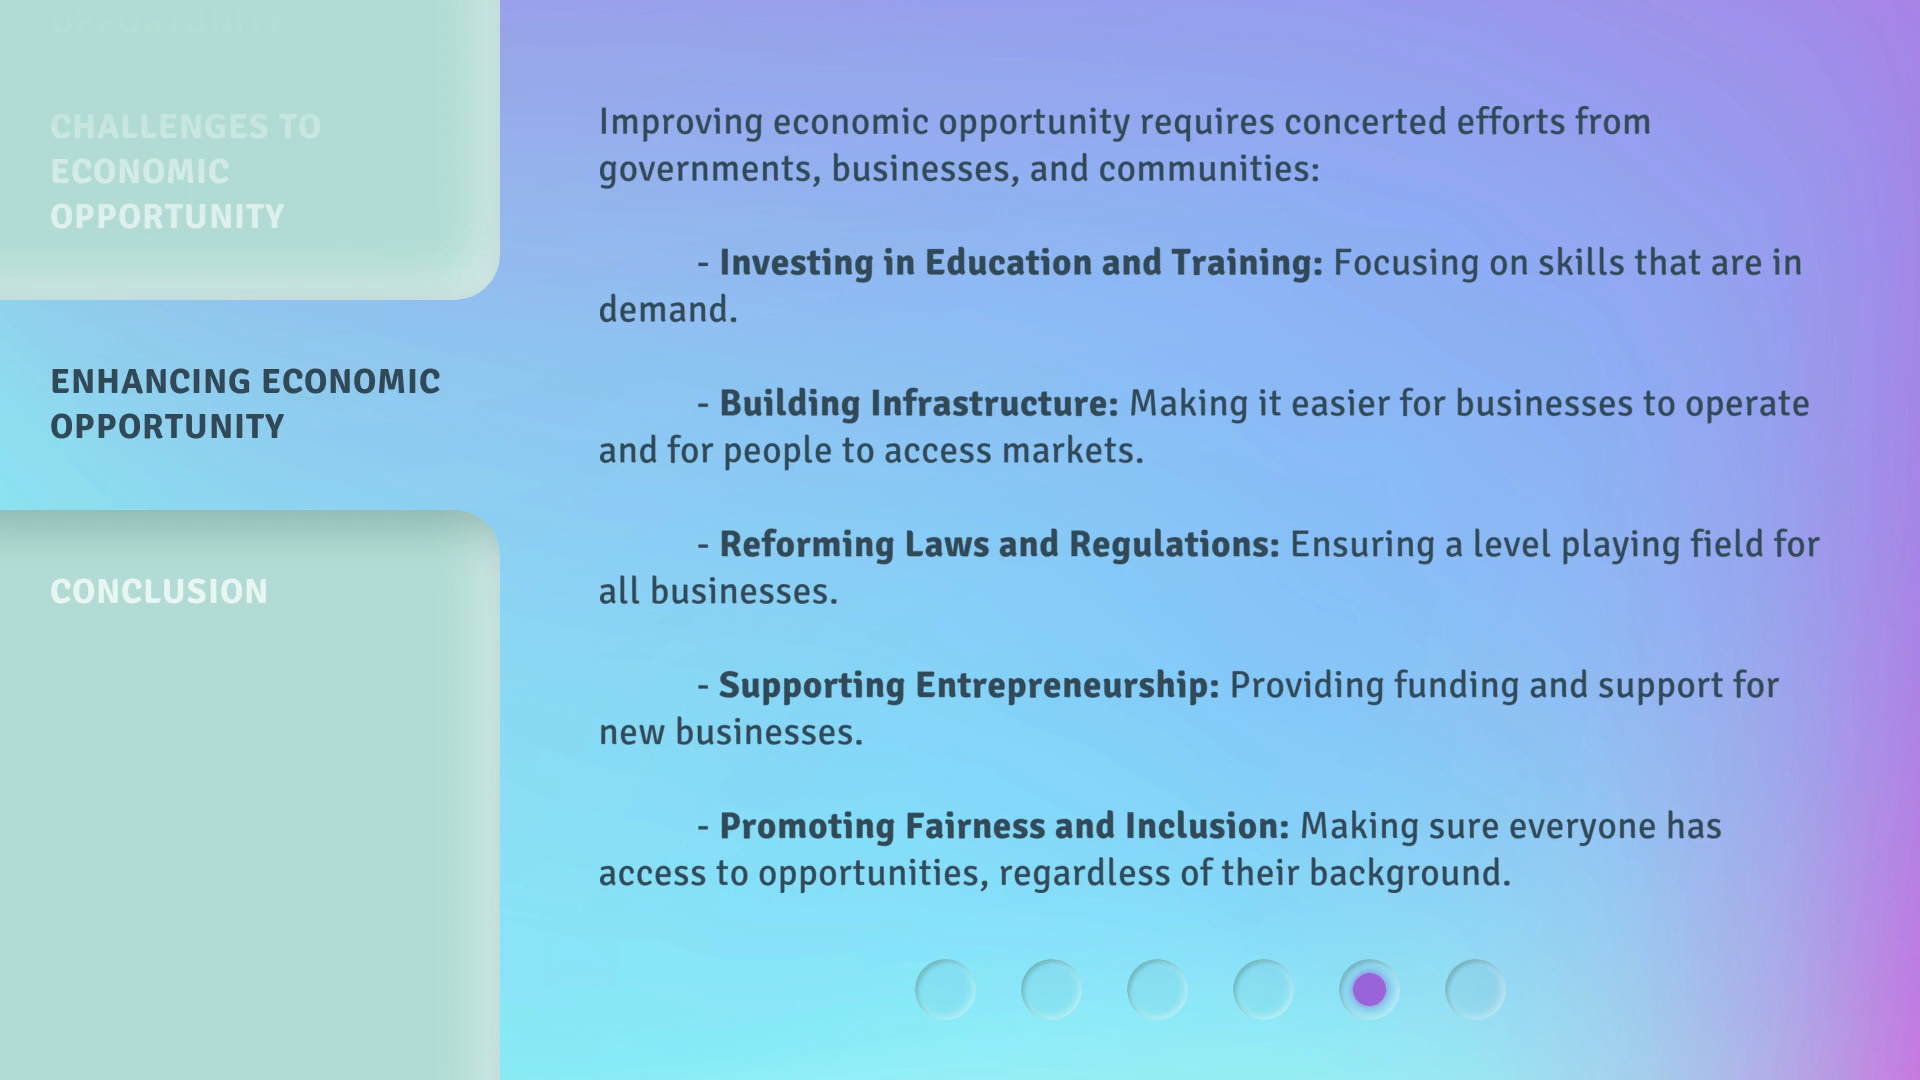 OPPORTUNITY
CHALLENGES TO
ECONOMIC
OPPORTUNITY
ENHANCING ECONOMIC
OPPORTUNITY
CONCLUSION
Improving economic opportunity requires concerted efforts from
governments, businesses, and communities:
- Investing in Education and Training: Focusing on skills that are in
demand.
- Building Infrastructure: Making it easier for businesses to operate
and for people to access markets.
- Reforming Laws and Regulations: Ensuring a level playing field for
all businesses.
- Supporting Entrepreneurship: Providing funding and support for
new businesses.
- Promoting Fairness and Inclusion: Making sure everyone has
access to opportunities, regardless of their background.